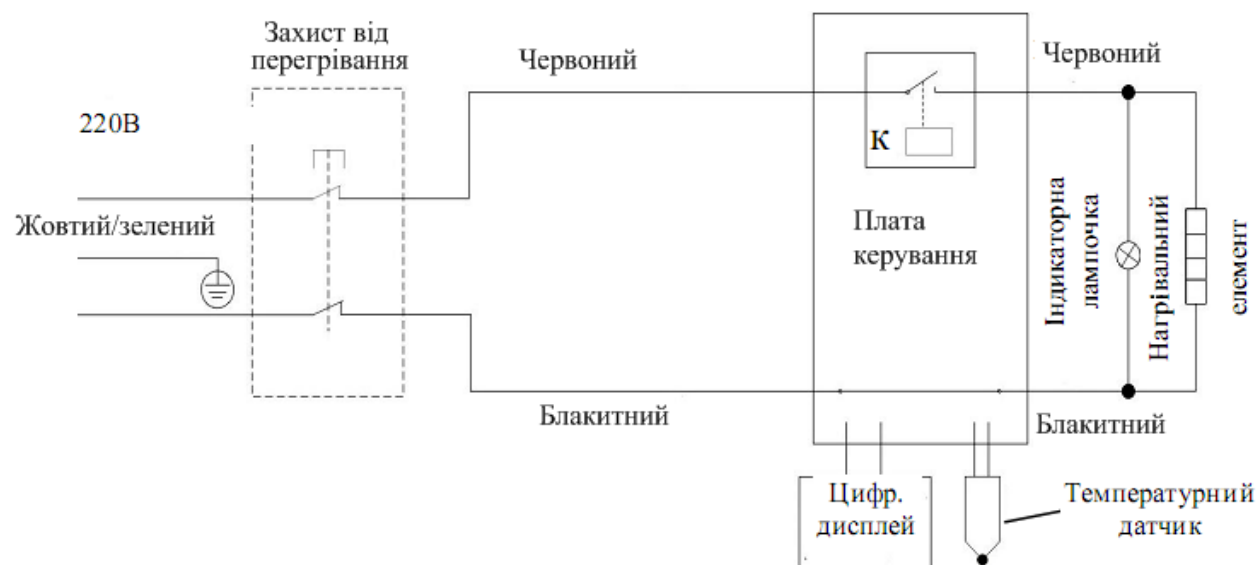 Захист від
перегрівання
220В
Жовтий/зелений
Червоний
К
Плата
керування
Червоний
Індикаторна
лампочка
Нагрівальний
елемент
Блакитний
Блакитний
Цифр.
дисплей
Температурний
датчик